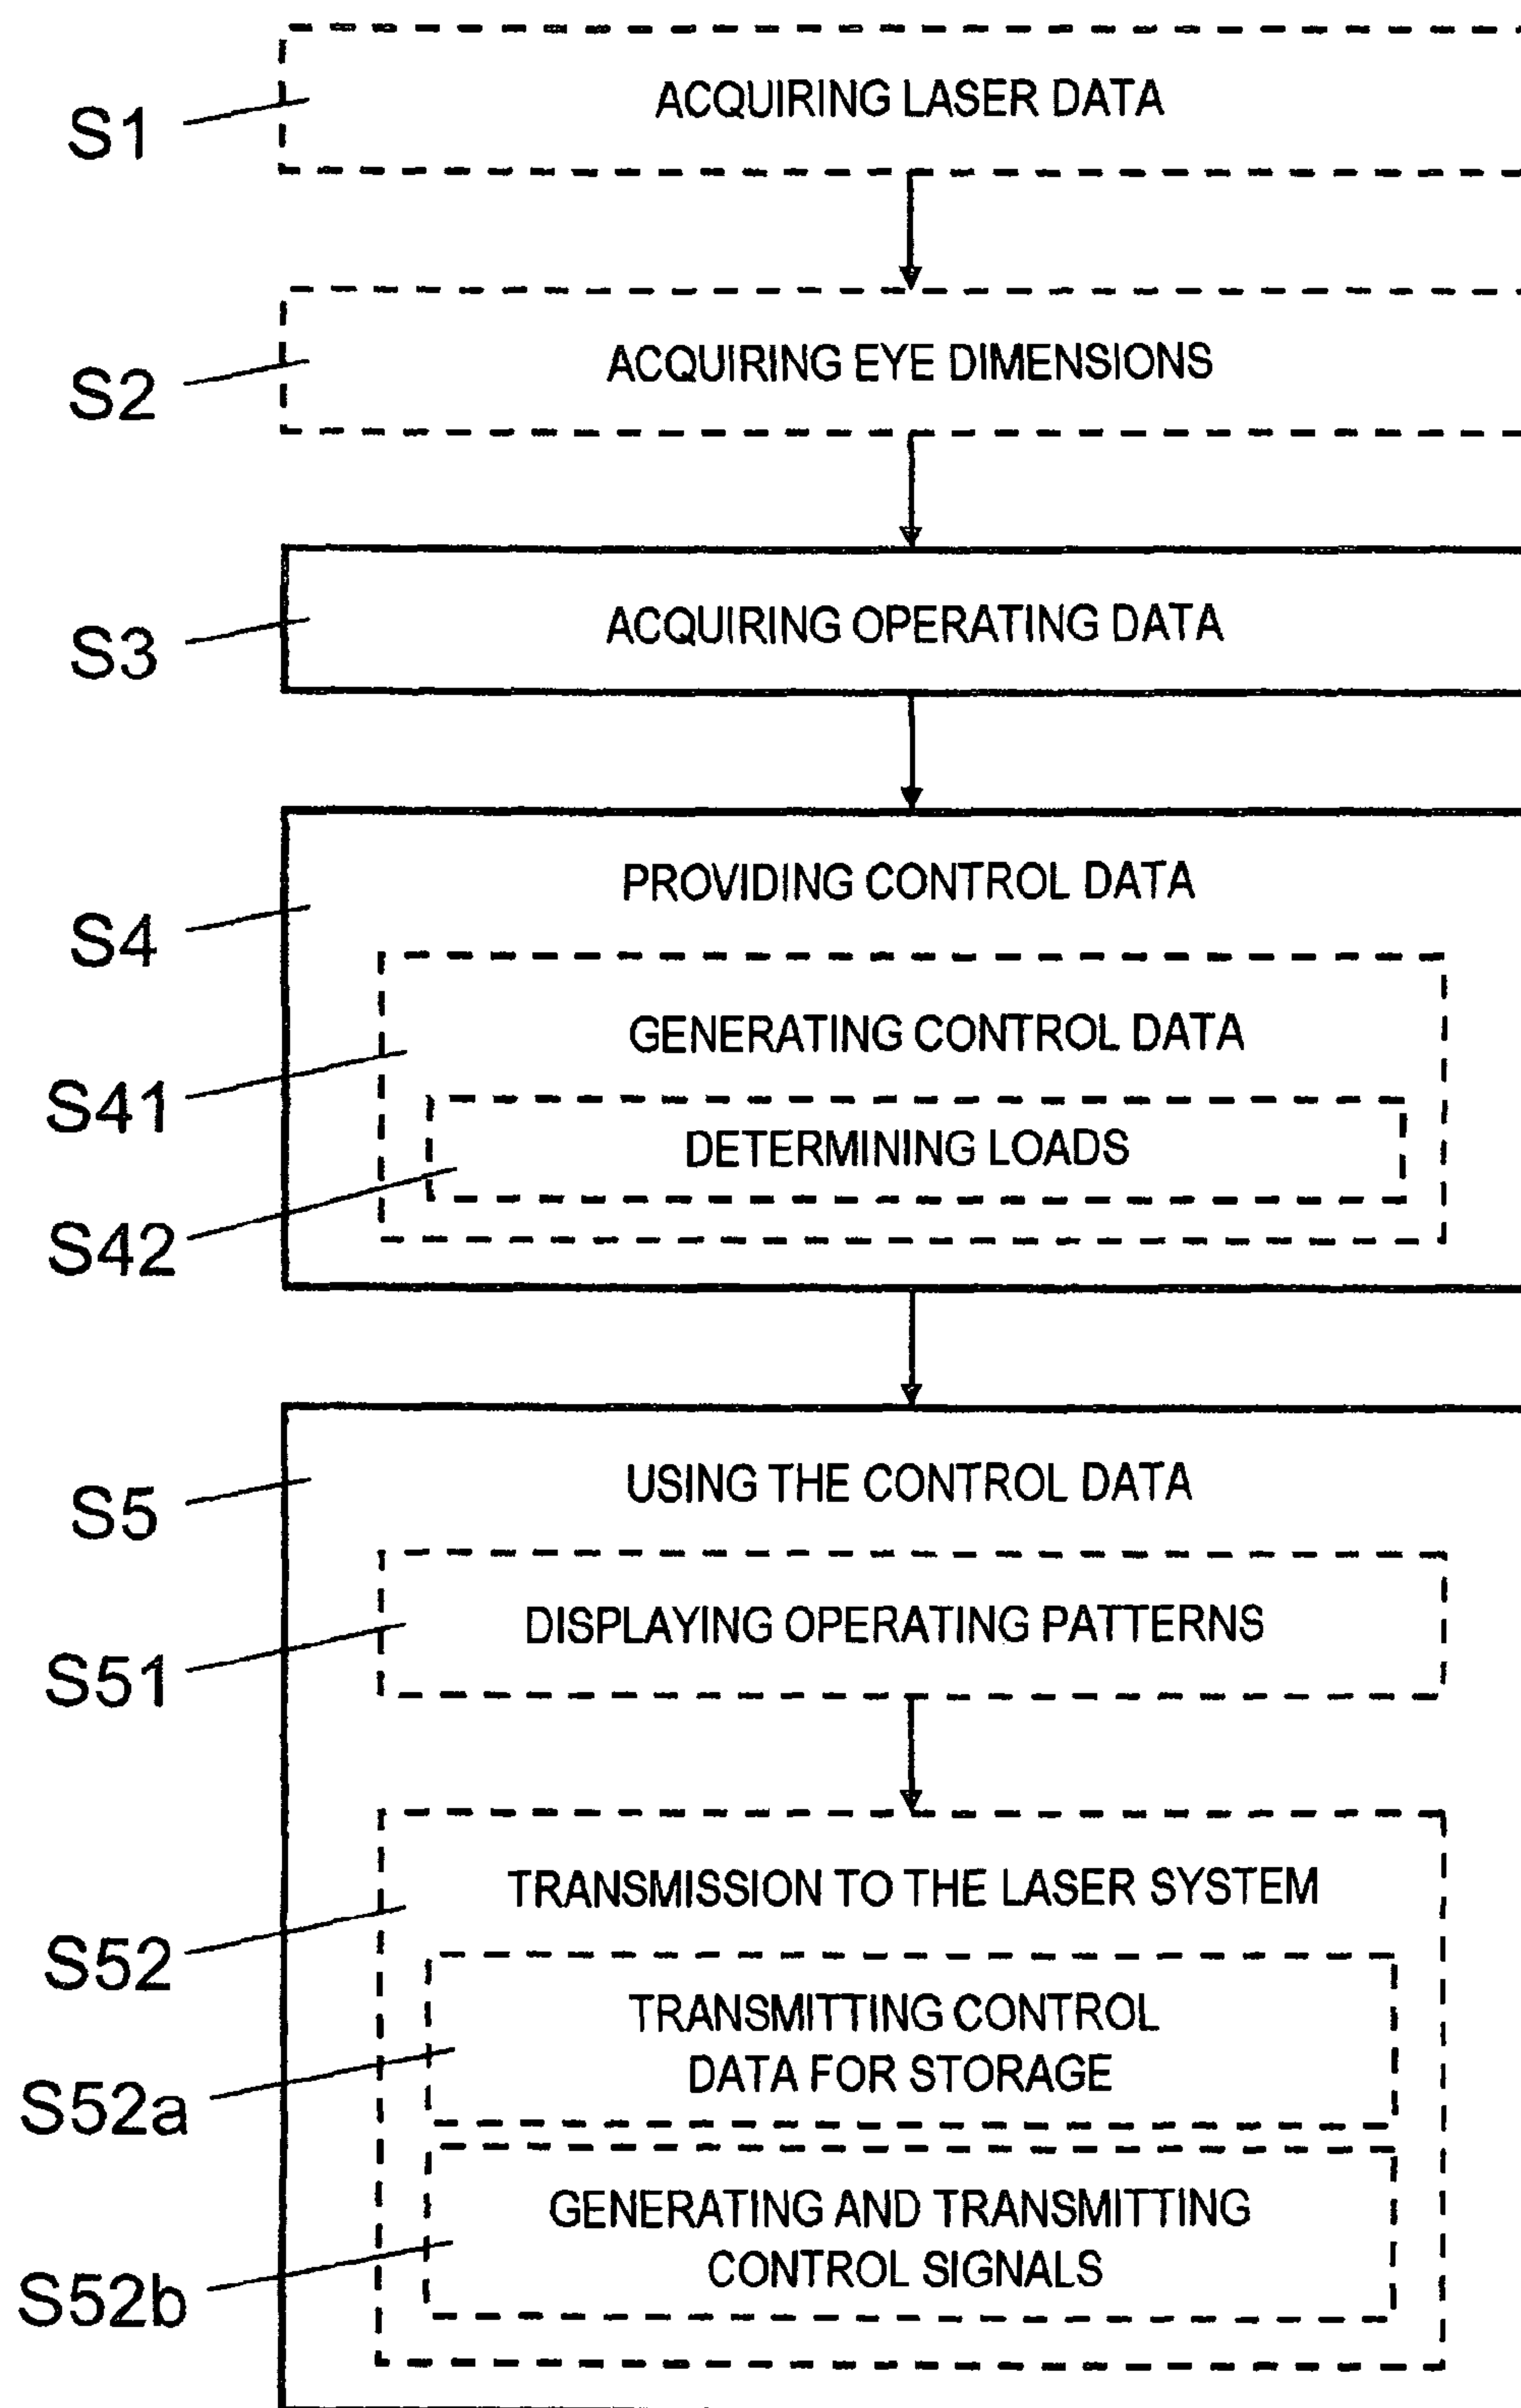 ACQUIRING LASER DATA
S1
ACQUIRING EYE DIMENSIONS
S2
ACQUIRING OPERATING DATA
S3
PROVIDING CONTROL DATA
S4
GENERATING CONTROL DATA
S41
DETERMINING LOADS
S42
USING THE CONTROL DATA
S5
DISPLAYING OPERATING PATTERNS
S51
TRANSMISSION TO THE LASER SYSTEM
S52
TRANSMITTING CONTROL
DATA FOR STORAGE
S52a
GENERATING AND TRANSMITTING
CONTROL SIGNALS
S52b